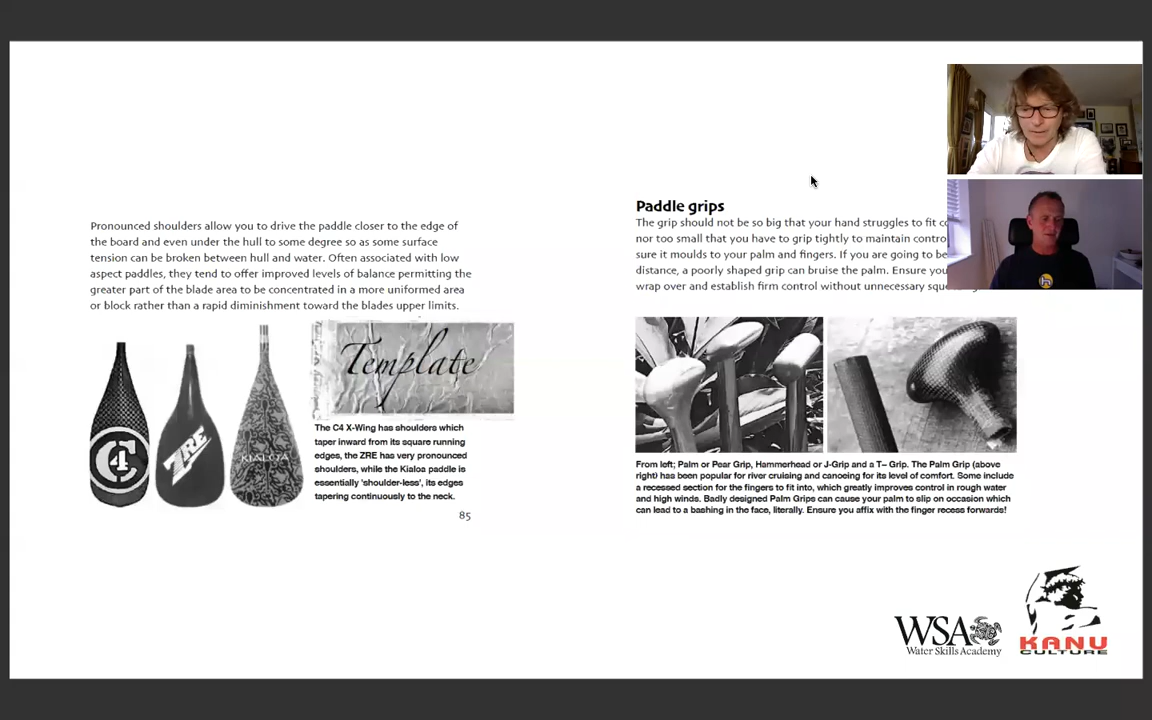 Pronounced shoulders allow you to drive the paddle closer to the edge of
the board and even under the hull to some degree so as some surface
tension can be broken between hull and water. Often associated with low
aspect paddles, they tend to offer improved levels of balance permitting the
greater part of the blade area to be concentrated in a more uniformed area
or block rather than a rapid diminishment toward the blades upper limits.
C4
ZRE
KIALOA
Template
The C4 X-Wing has shoulders which
taper inward from its square running
edges, the ZRE has very pronounced
shoulders, while the Kialoa paddle is
essentially 'shoulder-less', its edges
tapering continuously to the neck.
85
Paddle grips
The grip should not be so big that your hand struggles to fit
nor too small that you have to grip tightly to maintain
sure it moulds to your palm and fingers. If you are going to be
distance, a poorly shaped grip can bruise the palm. Ensure
wrap over and establish firm control without unnecessary
From left; Palm or Pear Grip, Hammerhead or J-Grip and a T– Grip. The Palm Grip (above
right) has been popular for river cruising and canoeing for its level of comfort. Some include
a recessed section for the fingers to fit into, which greatly improves control in rough water
and high winds. Badly designed Palm Grips can cause your palm to slip on occasion which
can lead to a bashing in the face, literally. Ensure you affix with the finger recess forwards!
WSA
Water Skills Academy
KANU
CULTURE